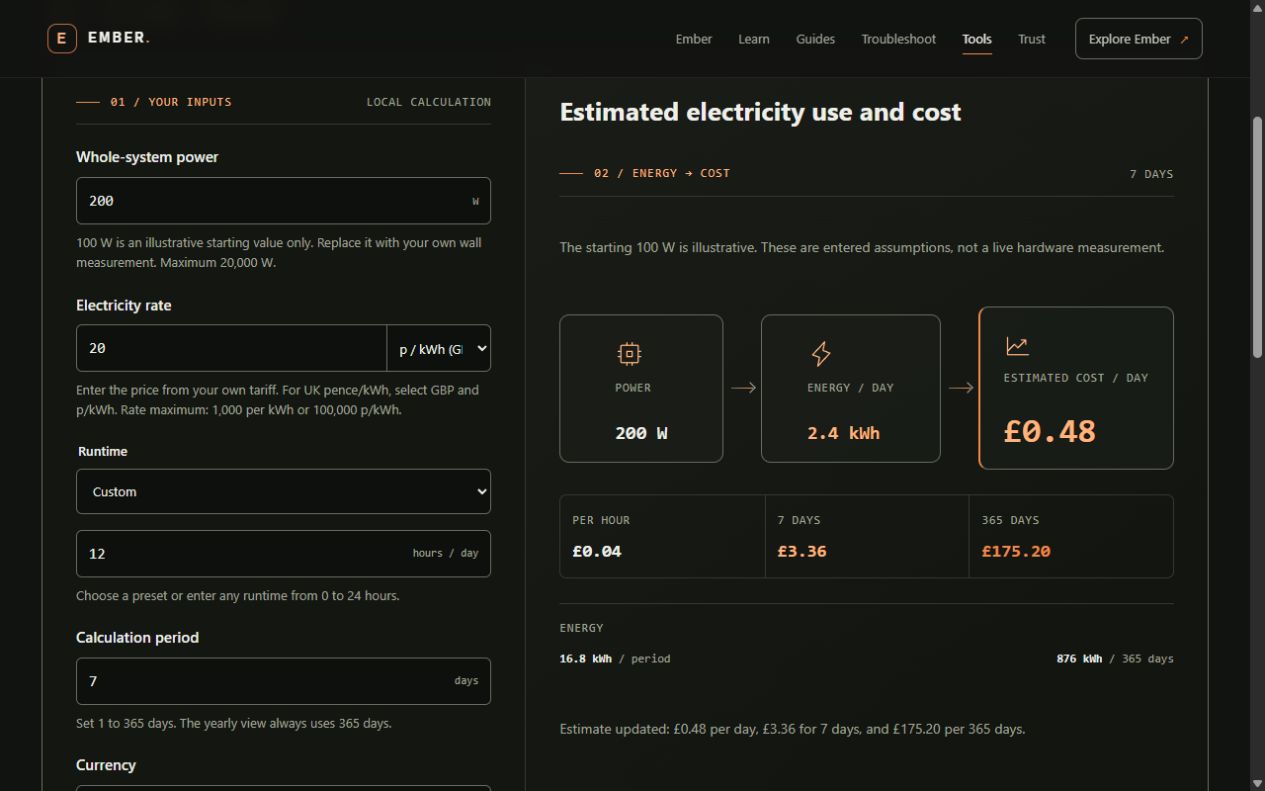 E EMBER.
Ember Learn Guides Troubleshoot Tools Trust Explore Ember ↗
01 / YOUR INPUTS LOCAL CALCULATION
Whole-system power
200 W
100 W is an illustrative starting value only. Replace it with your own wall
measurement. Maximum 20,000 W.
Electricity rate
20 p / kWh (G
Enter the price from your own tariff. For UK pence/kWh, select GBP and
p/kWh. Rate maximum: 1,000 per kWh or 100,000 p/kWh.
Runtime
Custom
12 hours / day
Choose a preset or enter any runtime from 0 to 24 hours.
Calculation period
7 days
Set 1 to 365 days. The yearly view always uses 365 days.
Currency
Estimated electricity use and cost
02 / ENERGY → COST 7 DAYS
The starting 100 W is illustrative. These are entered assumptions, not a live hardware measurement.
POWER
200 W
ENERGY / DAY
2.4 kWh
ESTIMATED COST / DAY
£0.48
PER HOUR
£0.04
7 DAYS
£3.36
365 DAYS
£175.20
ENERGY
16.8 kWh / period 876 kWh / 365 days
Estimate updated: £0.48 per day, £3.36 for 7 days, and £175.20 per 365 days.